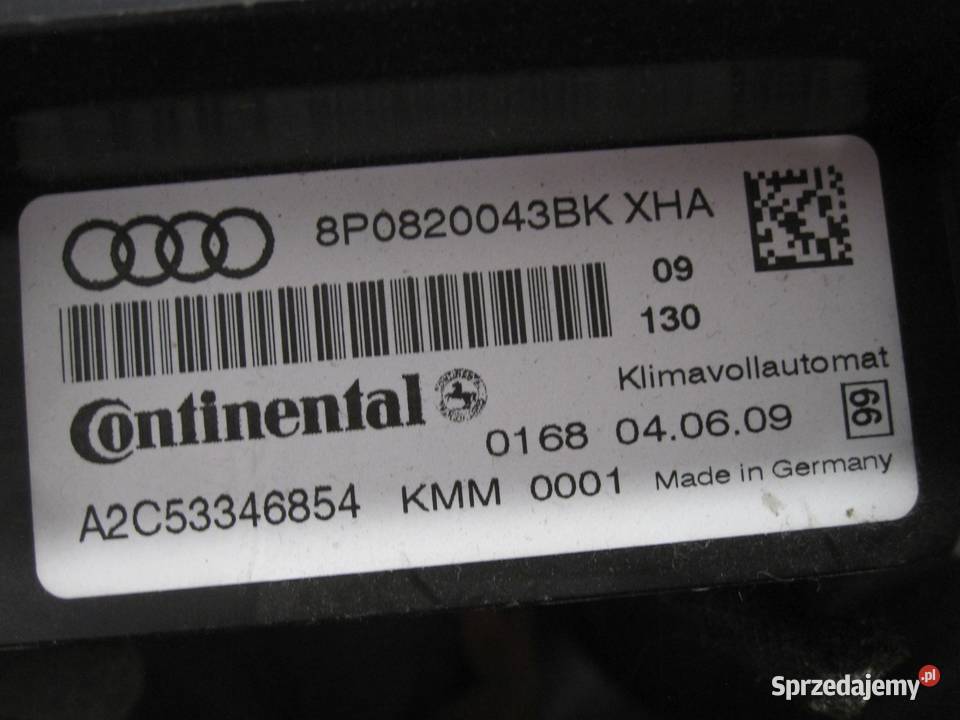 8P0820043BK XHA
09
130
Continental
Klimavollautomat
0168 04.06.09
66
A2C53346854 KMM 0001 Made in Germany
Sprzedajemy.pl